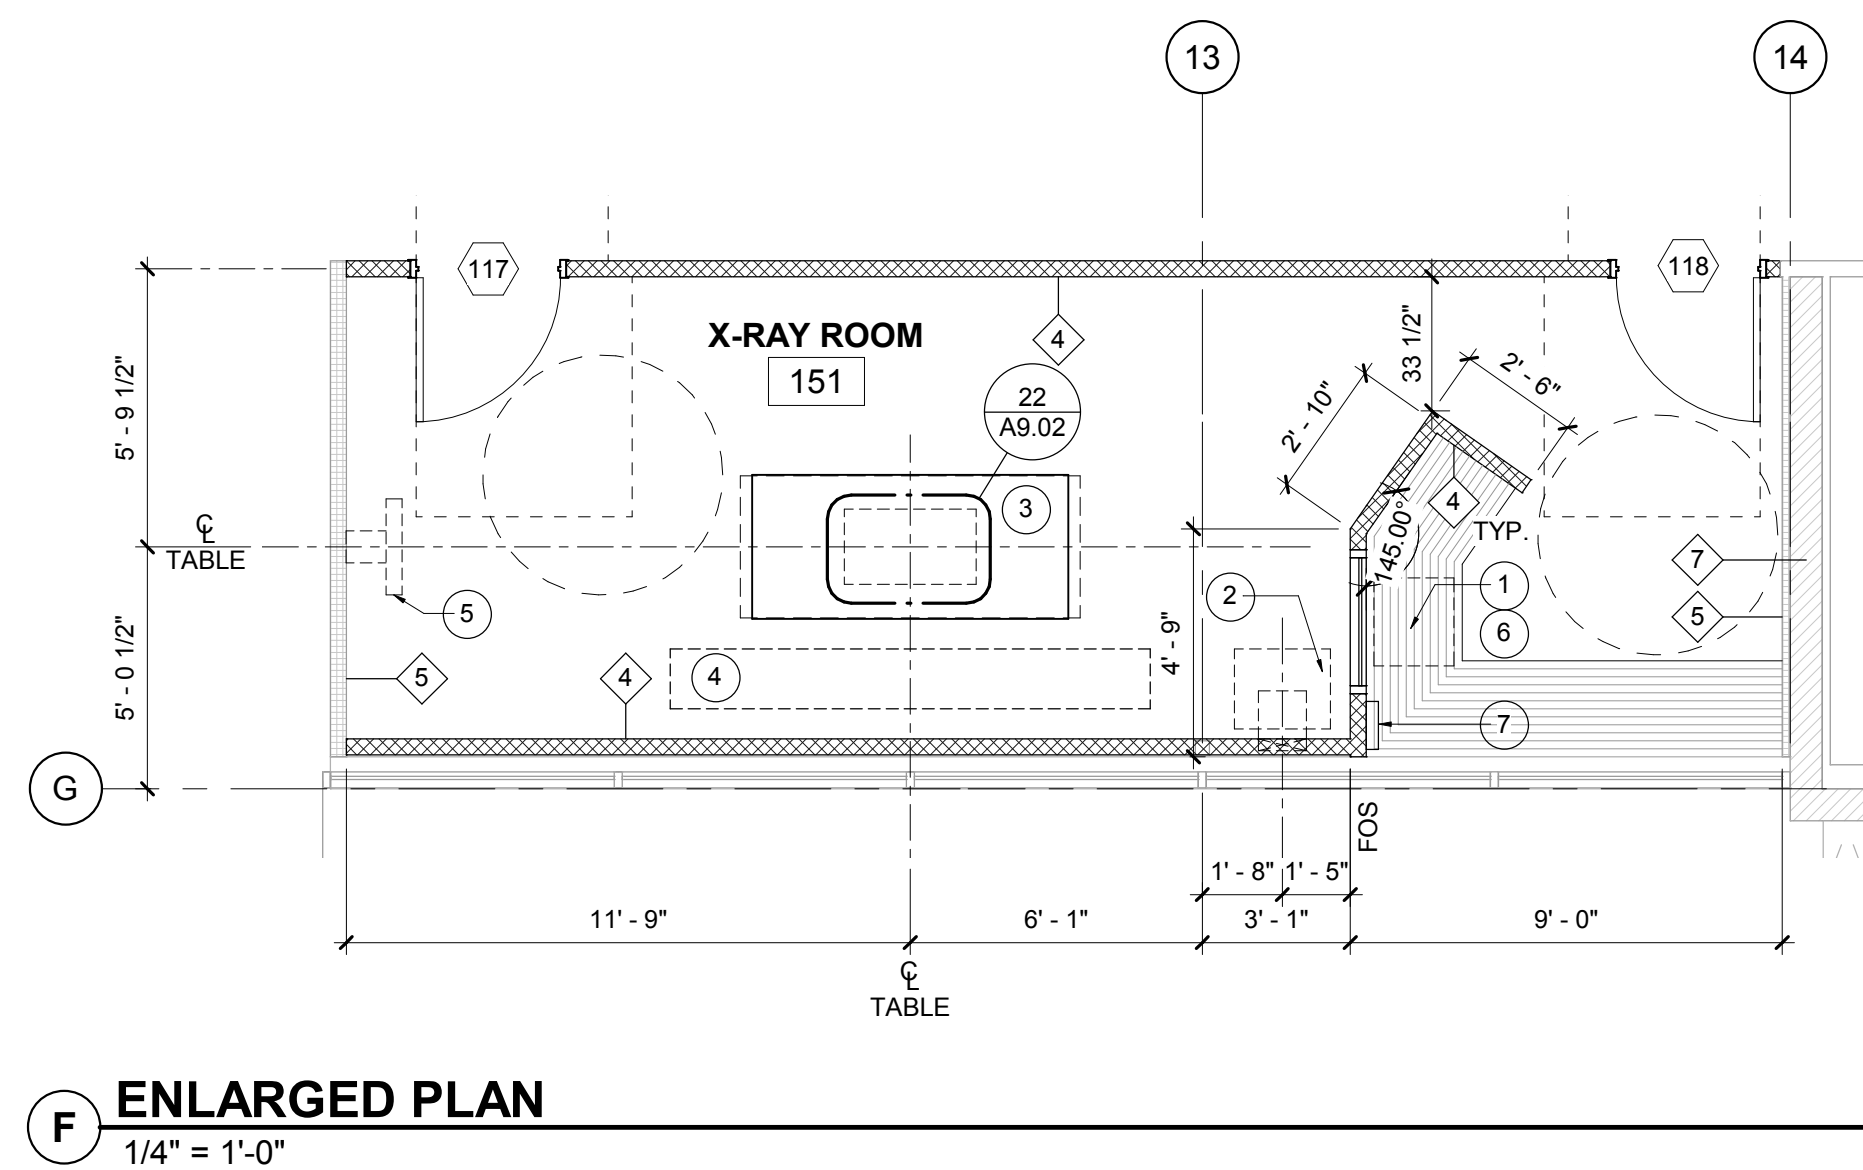 13
14
117
118
X-RAY ROOM
151
4
22
A9.02
33 1/2"
2' - 6"
2' - 10"
5' - 9 1/2"
3
4
TYP.
145.00°
℄
TABLE
7
1
2
5
6
5
5' - 0 1/2"
4' - 9"
5
4
4
7
G
FOS
1' - 8"
1' - 5"
11' - 9"
6' - 1"
3' - 1"
9' - 0"
℄
TABLE
F
ENLARGED PLAN
1/4" = 1'-0"